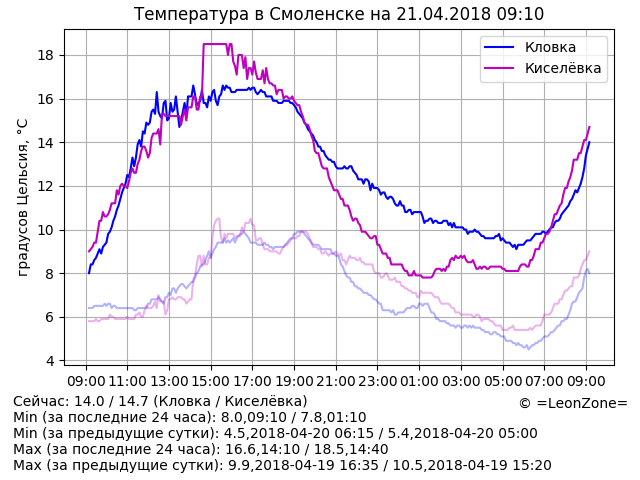 Температура в Смоленске на 21.04.2018 09:10
Кловка
Киселёвка
градусов Цельсия, °C
18
16
14
12
10
8
6
4
09:00 11:00 13:00 15:00 17:00 19:00 21:00 23:00 01:00 03:00 05:00 07:00 09:00
Сейчас: 14.0 / 14.7 (Кловка / Киселёвка)
© =LeonZone=
Min (за последние 24 часа): 8.0,09:10 / 7.8,01:10
Min (за предыдущие сутки): 4.5,2018-04-20 06:15 / 5.4,2018-04-20 05:00
Max (за последние 24 часа): 16.6,14:10 / 18.5,14:40
Max (за предыдущие сутки): 9.9,2018-04-19 16:35 / 10.5,2018-04-19 15:20